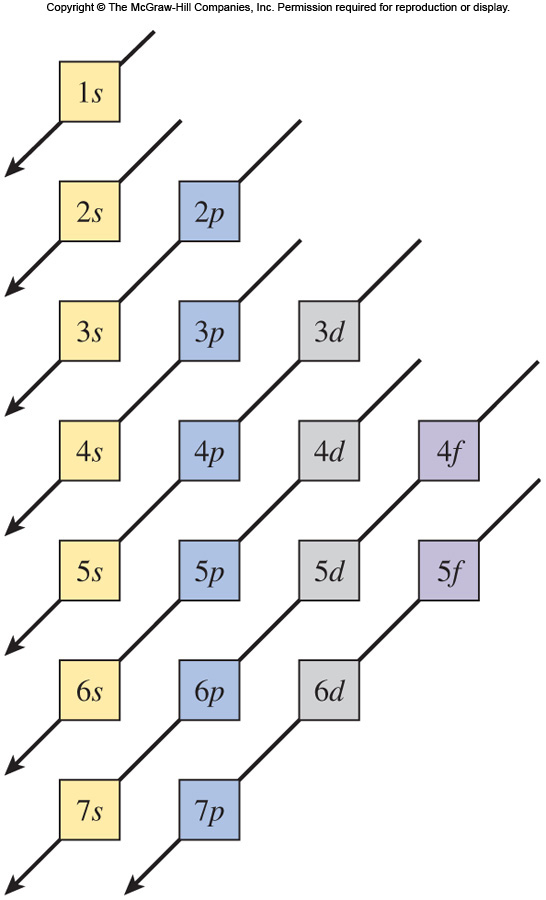 Copyright © The McGraw-Hill Companies, Inc. Permission required for reproduction or display.
1s
2s 2p
3s 3p 3d
4s 4p 4d 4f
5s 5p 5d 5f
6s 6p 6d
7s 7p